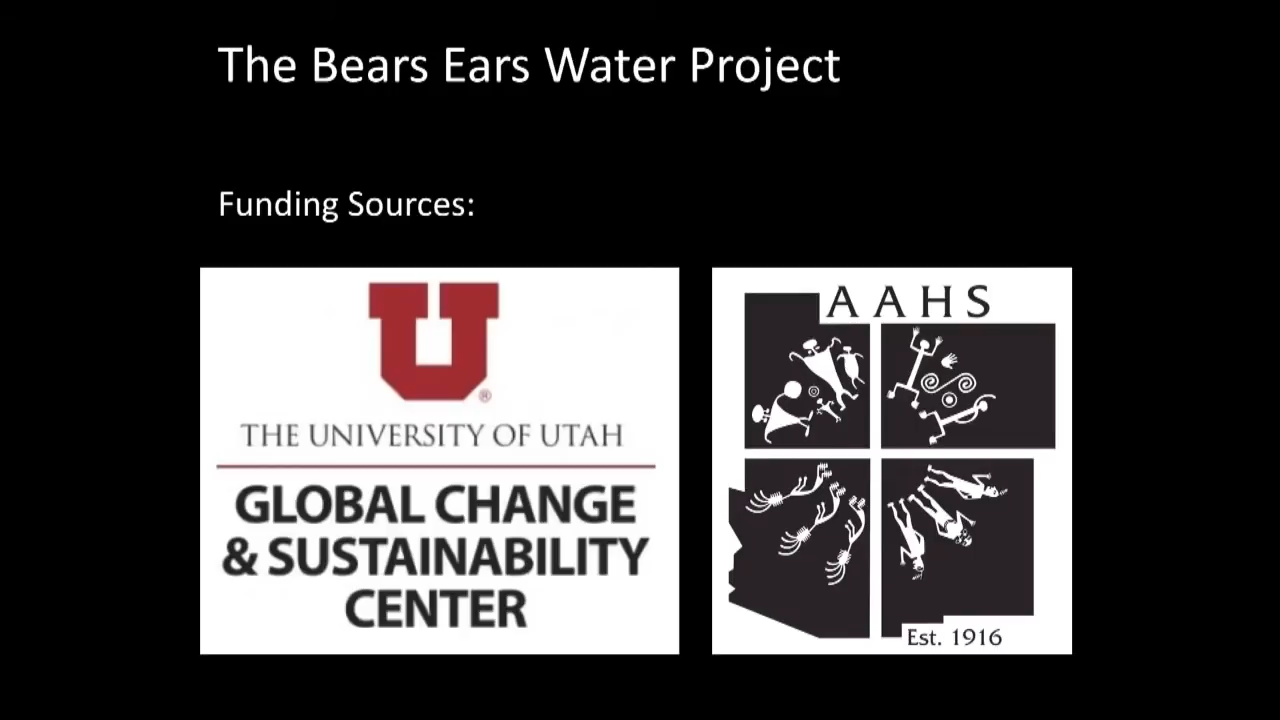 The Bears Ears Water Project
Funding Sources:
U®
THE UNIVERSITY OF UTAH
GLOBAL CHANGE
& SUSTAINABILITY
CENTER
AAHS
Est. 1916